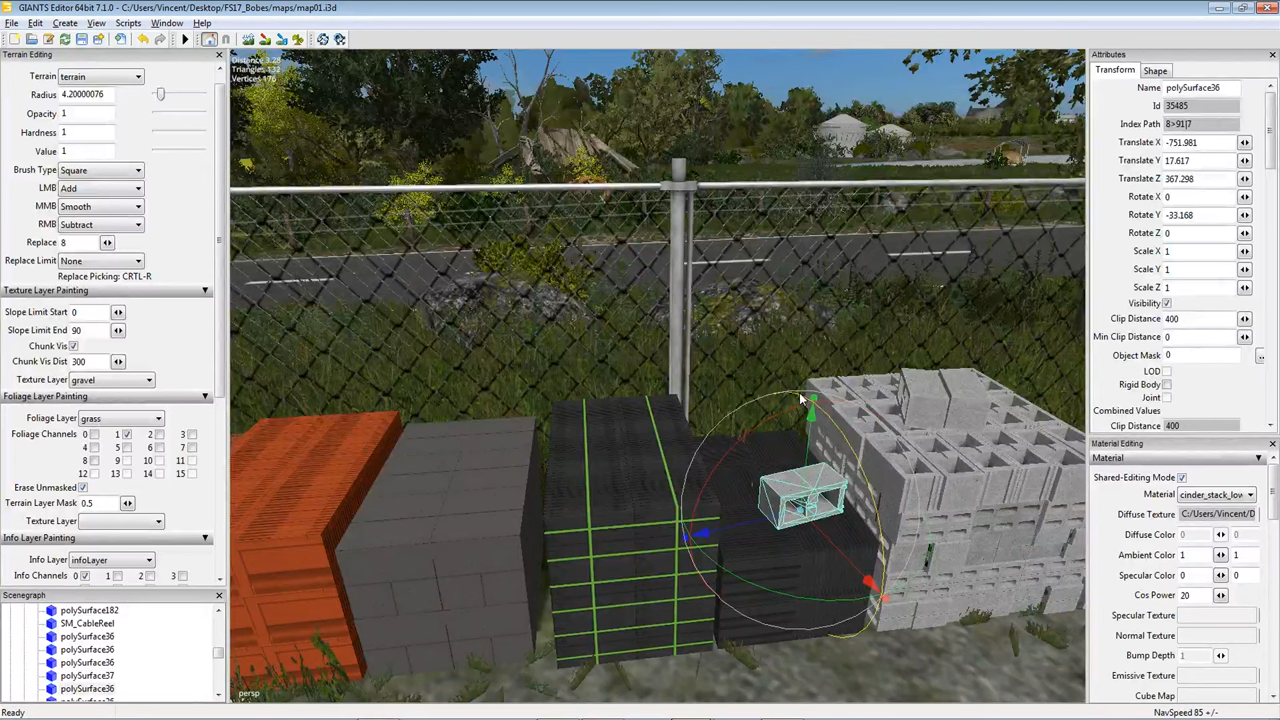 GIANTS Editor 64bit 7.1.0 - C:/Users/Vincent/Desktop/FS17_Bobes/maps/map01.i3d
File Edit Create View Scripts Window Help
Terrain Editing
Terrain terrain
Radius 4.20000076
Opacity 1
Hardness 1
Value 1
Brush Type Square
LMB Add
MMB Smooth
RMB Subtract
Replace 8
Replace Limit None
Replace Picking: CRTL-R
Texture Layer Painting
Slope Limit Start 0
Slope Limit End 90
Chunk Vis
Chunk Vis Dist 300
Texture Layer gravel
Foliage Layer Painting
Foliage Layer grass
Foliage Channels 0 1 2 3
4 5 6 7
8 9 10 11
12 13 14 15
Erase Unmasked
Terrain Layer Mask 0.5
Texture Layer
Info Layer Painting
Info Layer infoLayer
Info Channels 0 1 2 3
Scenegraph
polySurface182
SM_CableReel
polySurface36
polySurface36
polySurface36
polySurface37
polySurface36
Distance 3.28
Triangles 132
Vertices 176
persp
Attributes
Transform Shape
Name polySurface36
Id 35485
Index Path 8>91|7
Translate X -751.981
Translate Y 17.617
Translate Z 367.298
Rotate X 0
Rotate Y -33.168
Rotate Z 0
Scale X 1
Scale Y 1
Scale Z 1
Visibility
Clip Distance 400
Min Clip Distance 0
Object Mask 0
LOD
Rigid Body
Joint
Combined Values
Clip Distance 400
Material Editing
Material
Shared-Editing Mode
Material cinder_stack_low
Diffuse Texture C:/Users/Vincent/D
Diffuse Color 0 0
Ambient Color 1 1
Specular Color 0 0
Cos Power 20
Specular Texture
Normal Texture
Bump Depth 1
Emissive Texture
Cube Map
Ready
NavSpeed 85 +/-